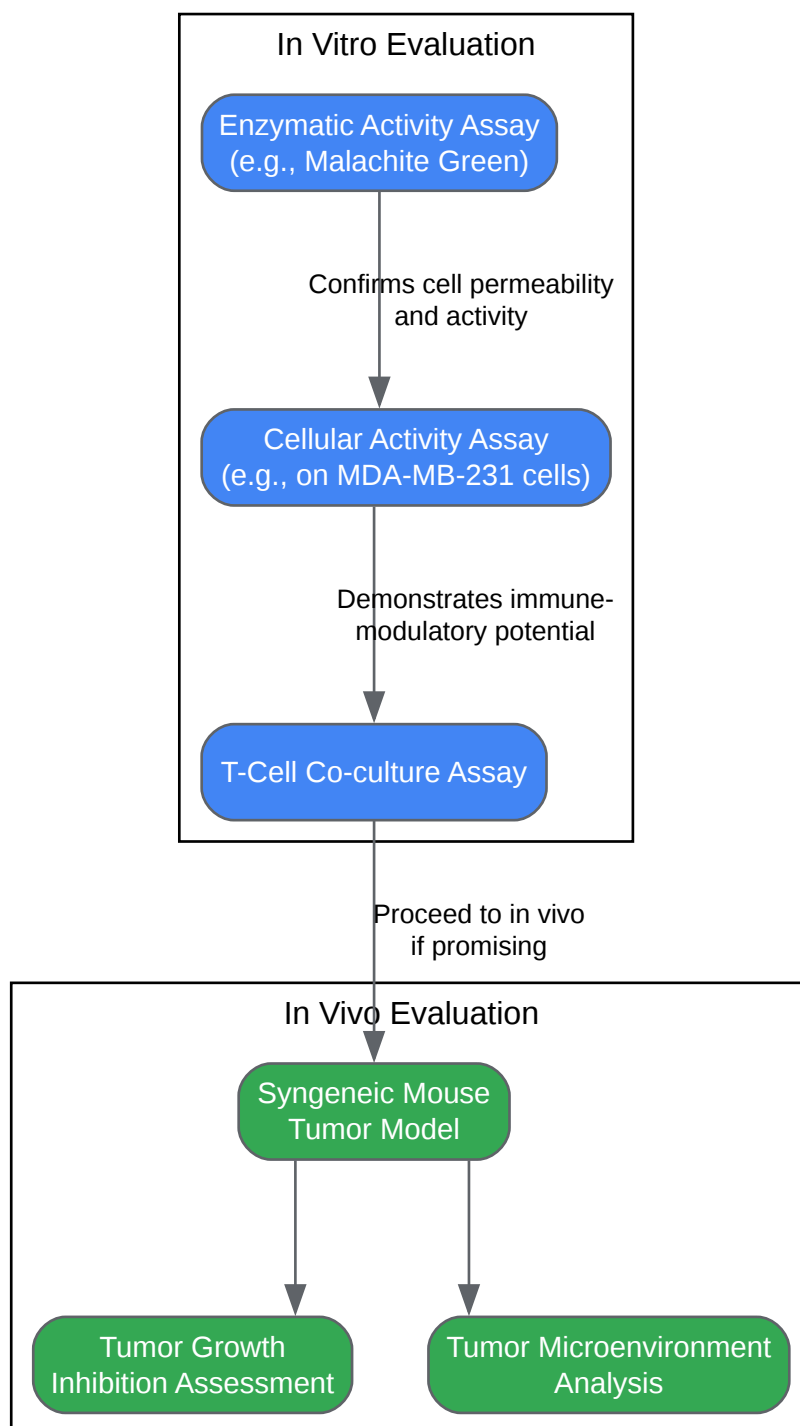 In Vitro Evaluation
Enzymatic Activity Assay
(e.g., Malachite Green)
Confirms cell permeability
and activity
Cellular Activity Assay
(e.g., on MDA-MB-231 cells)
Demonstrates immune-
modulatory potential
T-Cell Co-culture Assay
Proceed to in vivo
if promising
In Vivo Evaluation
Syngeneic Mouse
Tumor Model
Tumor Growth
Inhibition Assessment
Tumor Microenvironment
Analysis